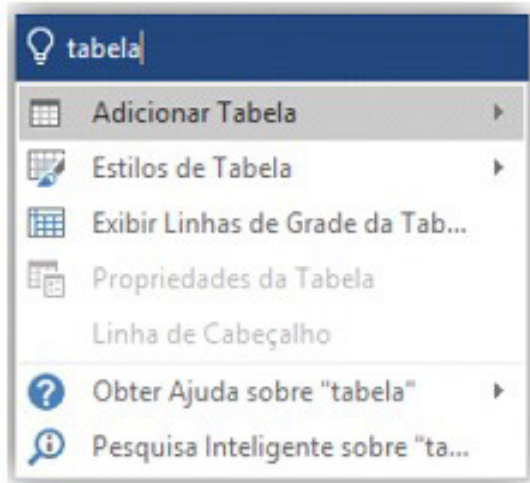 tabela
Adicionar Tabela
Estilos de Tabela
Exibir Linhas de Grade da Tab...
Propriedades da Tabela
Linha de Cabeçalho
Obter Ajuda sobre "tabela"
Pesquisa Inteligente sobre "ta...